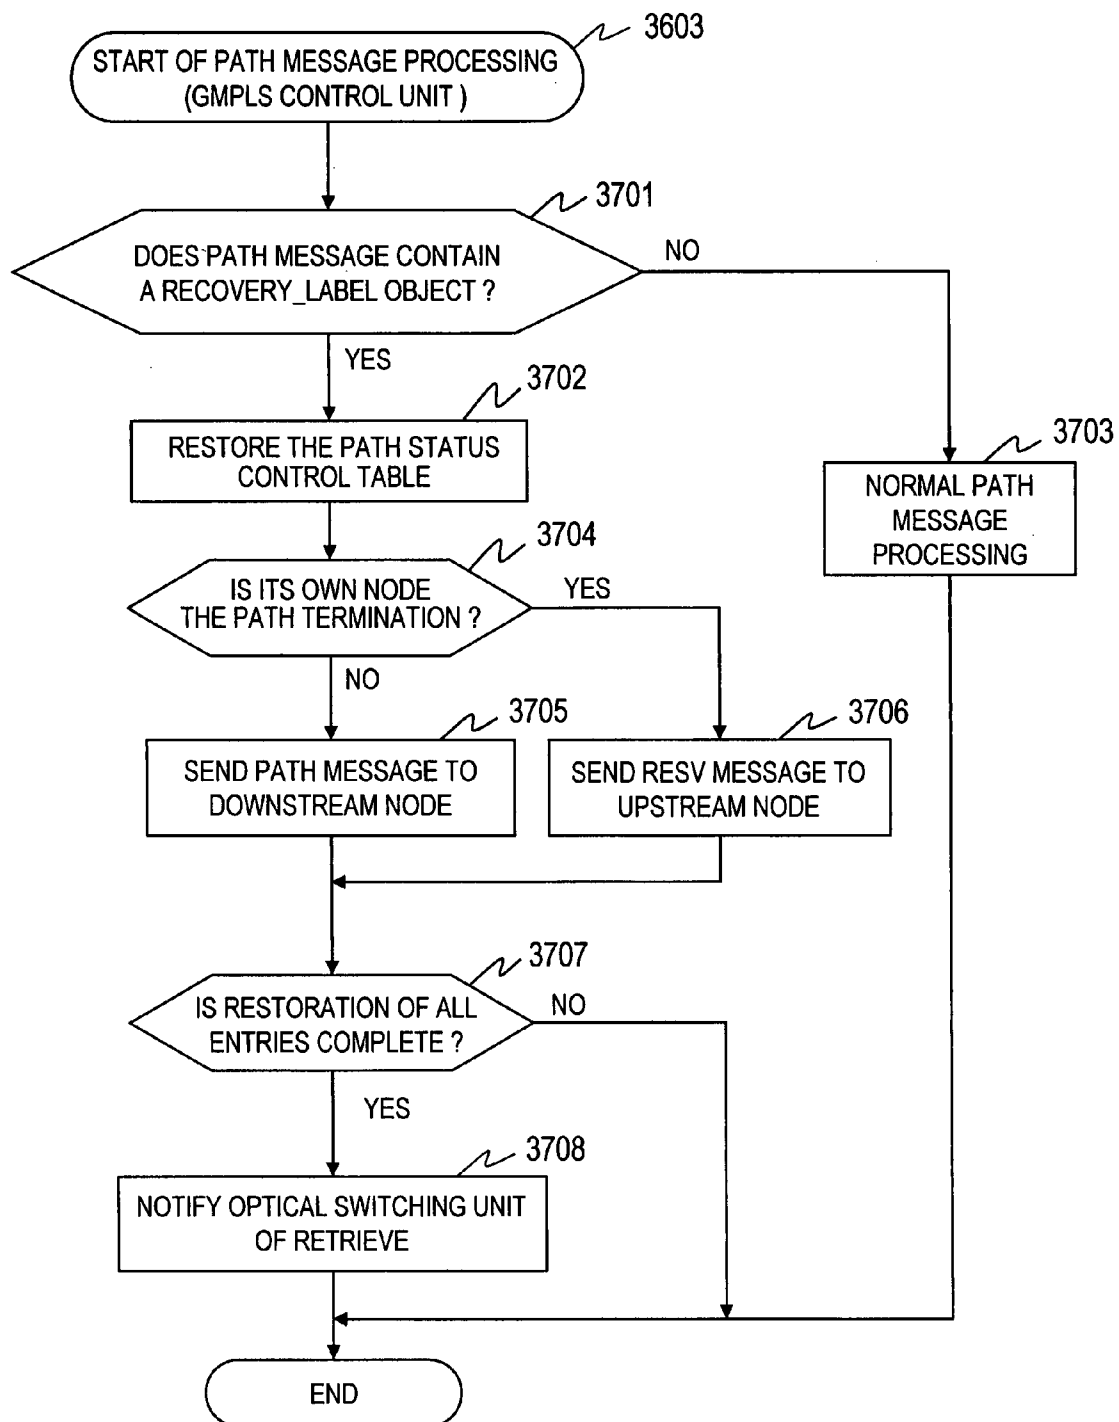 3603
START OF PATH MESSAGE PROCESSING
(GMPLS CONTROL UNIT )
3701
DOES PATH MESSAGE CONTAIN
A RECOVERY_LABEL OBJECT ?
NO
YES
3702
RESTORE THE PATH STATUS
CONTROL TABLE
3703
NORMAL PATH
MESSAGE
PROCESSING
3704
IS ITS OWN NODE
THE PATH TERMINATION ?
YES
NO
3705
SEND PATH MESSAGE TO
DOWNSTREAM NODE
3706
SEND RESV MESSAGE TO
UPSTREAM NODE
3707
IS RESTORATION OF ALL
ENTRIES COMPLETE ?
NO
YES
3708
NOTIFY OPTICAL SWITCHING UNIT
OF RETRIEVE
END